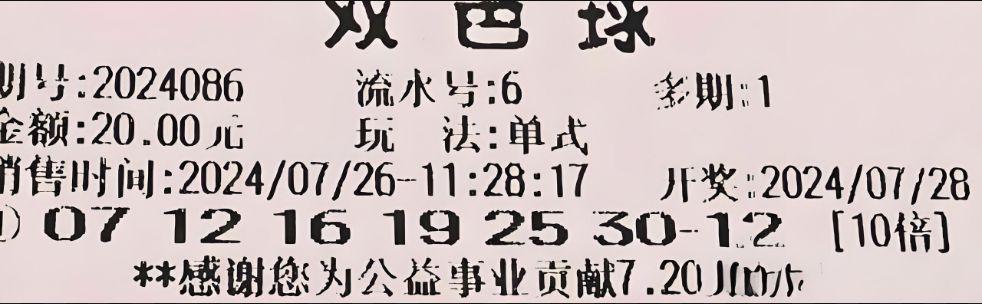 双色球
期号:2024086 流水号:6 多期:1
金额:20.00元 玩 法:单式
销售时间:2024/07/26-11:28:17 开奖:2024/07/28
① 07 12 16 19 25 30-12 [10倍]
**感谢您为公益事业贡献7.20